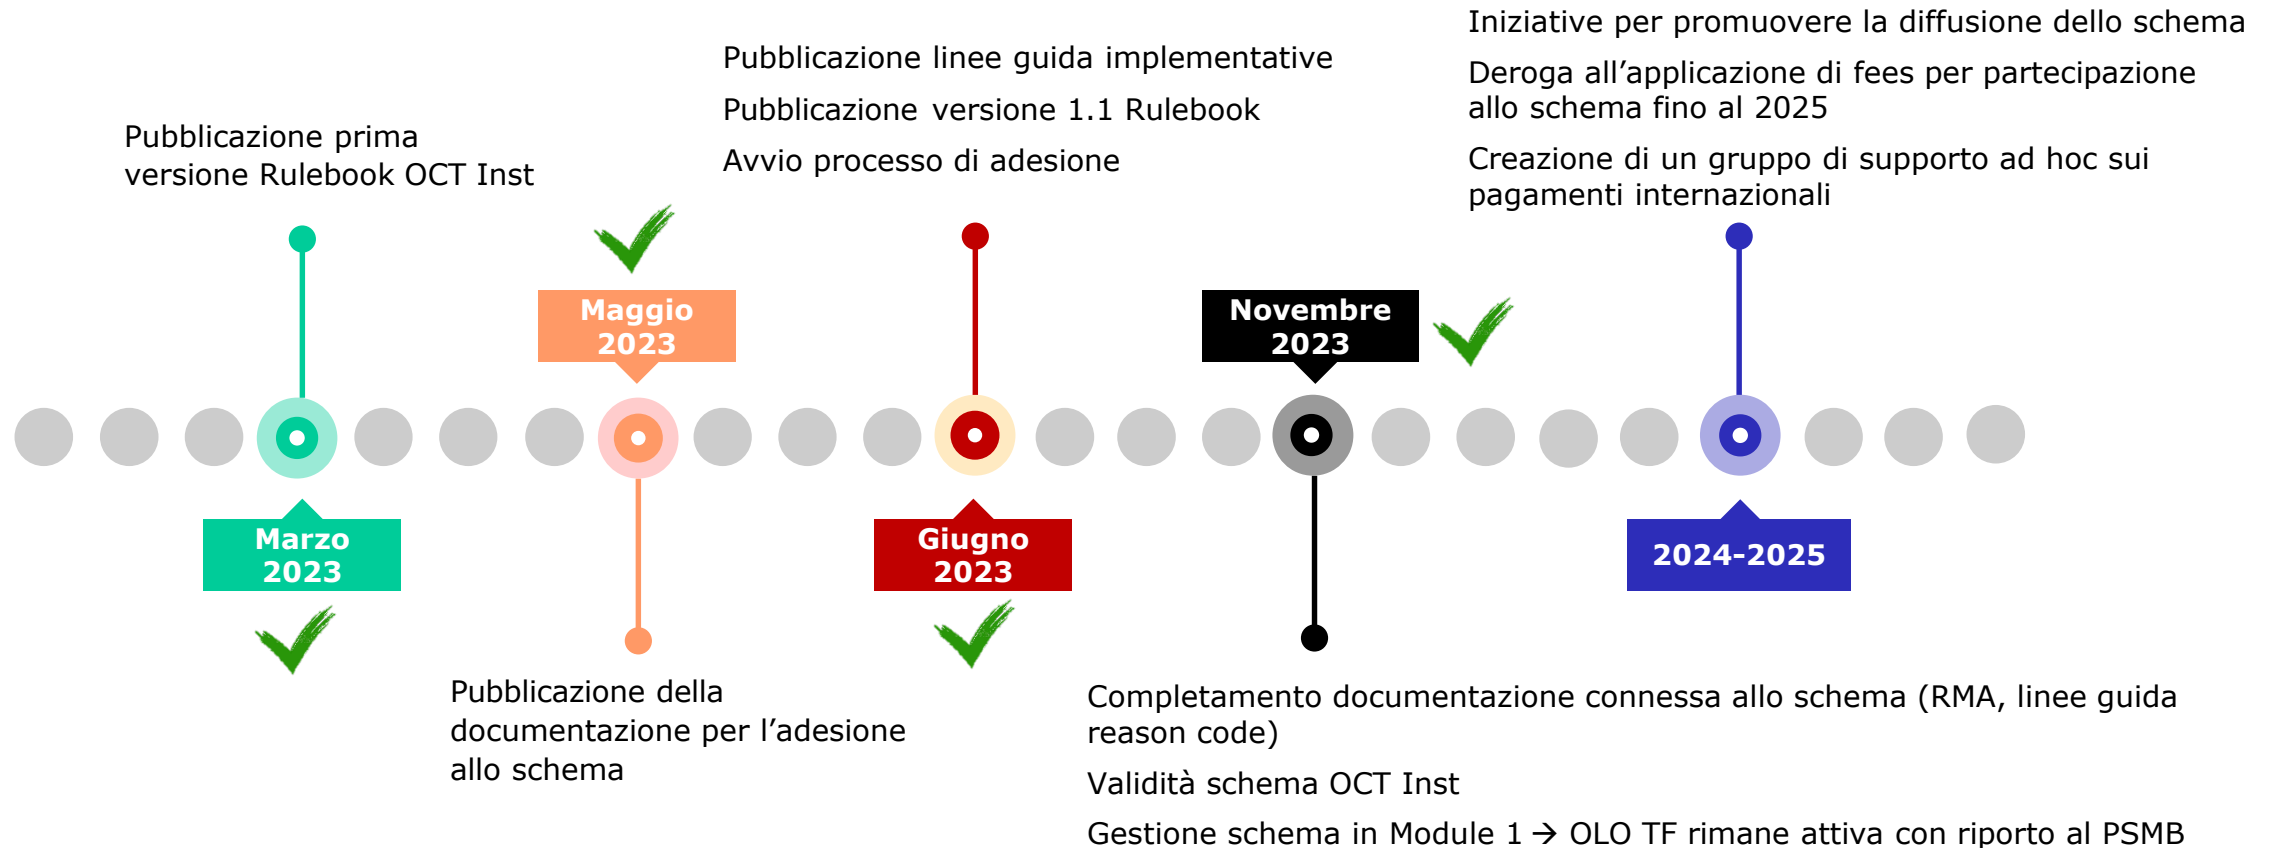 Pubblicazione prima
versione Rulebook OCT Inst
Marzo
2023
Maggio
2023
Pubblicazione della
documentazione per l’adesione
allo schema
Pubblicazione linee guida implementative
Pubblicazione versione 1.1 Rulebook
Avvio processo di adesione
Giugno
2023
Novembre
2023
Completamento documentazione connessa allo schema (RMA, linee guida
reason code)
Validità schema OCT Inst
Gestione schema in Module 1 → OLO TF rimane attiva con riporto al PSMB
Iniziative per promuovere la diffusione dello schema
Deroga all’applicazione di fees per partecipazione
allo schema fino al 2025
Creazione di un gruppo di supporto ad hoc sui
pagamenti internazionali
2024-2025